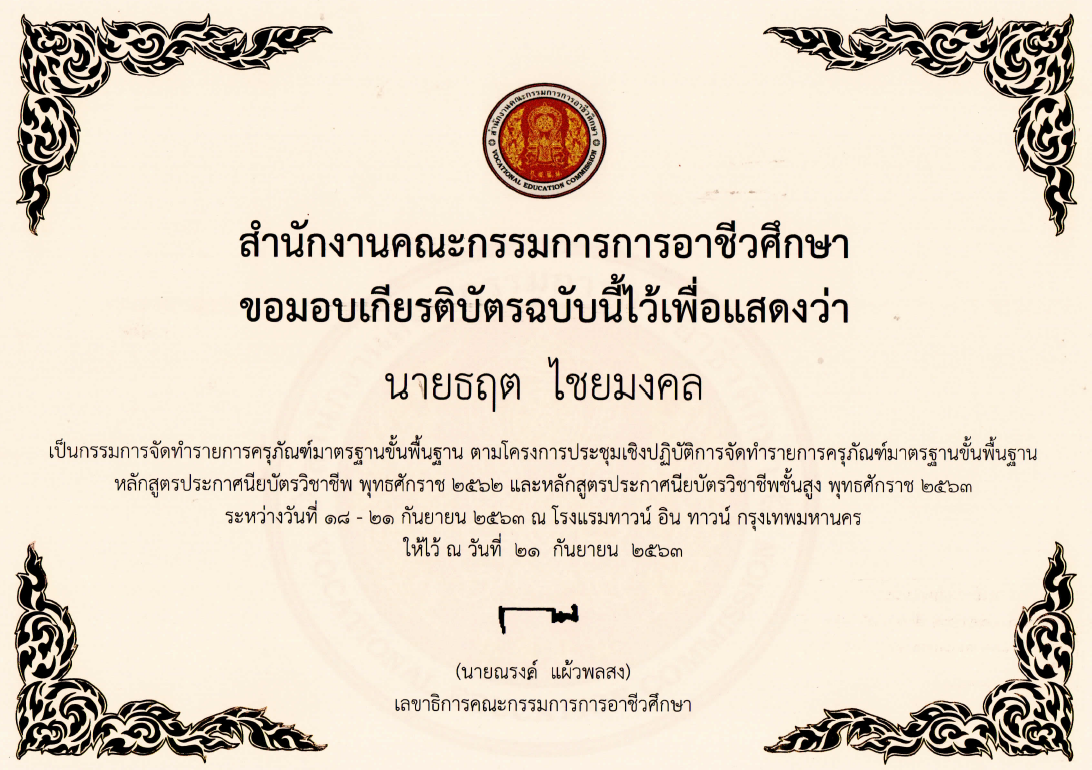 สำนักงานคณะกรรมการการอาชีวศึกษา
VOCATIONAL EDUCATION COMMISSION
สำนักงานคณะกรรมการการอาชีวศึกษา
ขอมอบเกียรติบัตรฉบับนี้ไว้เพื่อแสดงว่า
นายธฤต ไชยมงคล
เป็นกรรมการจัดทำรายการครุภัณฑ์มาตรฐานขั้นพื้นฐาน ตามโครงการประชุมเชิงปฏิบัติการจัดทำรายการครุภัณฑ์มาตรฐานขั้นพื้นฐาน
หลักสูตรประกาศนียบัตรวิชาชีพ พุทธศักราช ๒๕๖๒ และหลักสูตรประกาศนียบัตรวิชาชีพชั้นสูง พุทธศักราช ๒๕๖๓
ระหว่างวันที่ ๑๘ - ๒๑ กันยายน ๒๕๖๓ ณ โรงแรมทาวน์ อิน ทาวน์ กรุงเทพมหานคร
ให้ไว้ ณ วันที่ ๒๑ กันยายน ๒๕๖๓
(นายณรงค์ แผ้วพลสง)
เลขาธิการคณะกรรมการการอาชีวศึกษา